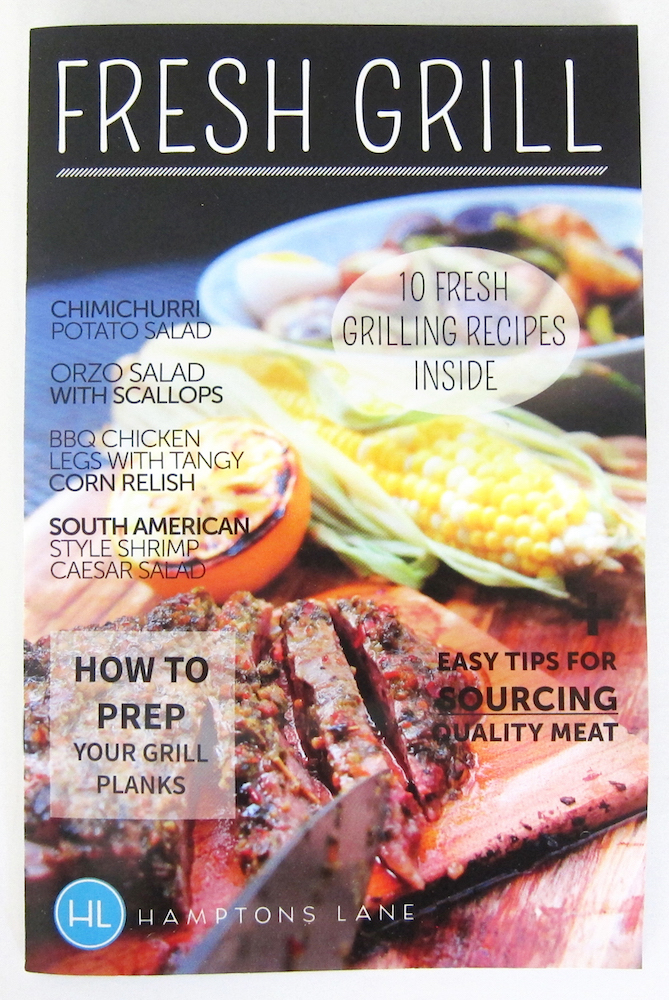 FRESH GRILL
10 FRESH
GRILLING RECIPES
INSIDE
CHIMICHURRI
POTATO SALAD
ORZO SALAD
WITH SCALLOPS
BBQ CHICKEN
LEGS WITH TANGY
CORN RELISH
SOUTH AMERICAN
STYLE SHRIMP
CAESAR SALAD
+
EASY TIPS FOR
SOURCING
QUALITY MEAT
HOW TO
PREP
YOUR GRILL
PLANKS
HL
HAMPTONS LANE